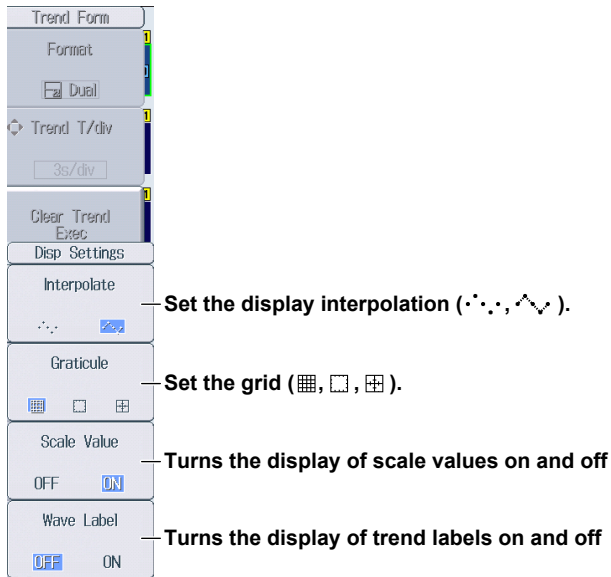 Trend Form
1
Format
2 Dual
1
Trend T/div
3s/div
1
Clear Trend
Exec
Disp Settings
Interpolate
Set the display interpolation ( , ).
Graticule
Set the grid ( , , ).
Scale Value
Turns the display of scale values on and off
OFF ON
Wave Label
Turns the display of trend labels on and off
OFF ON